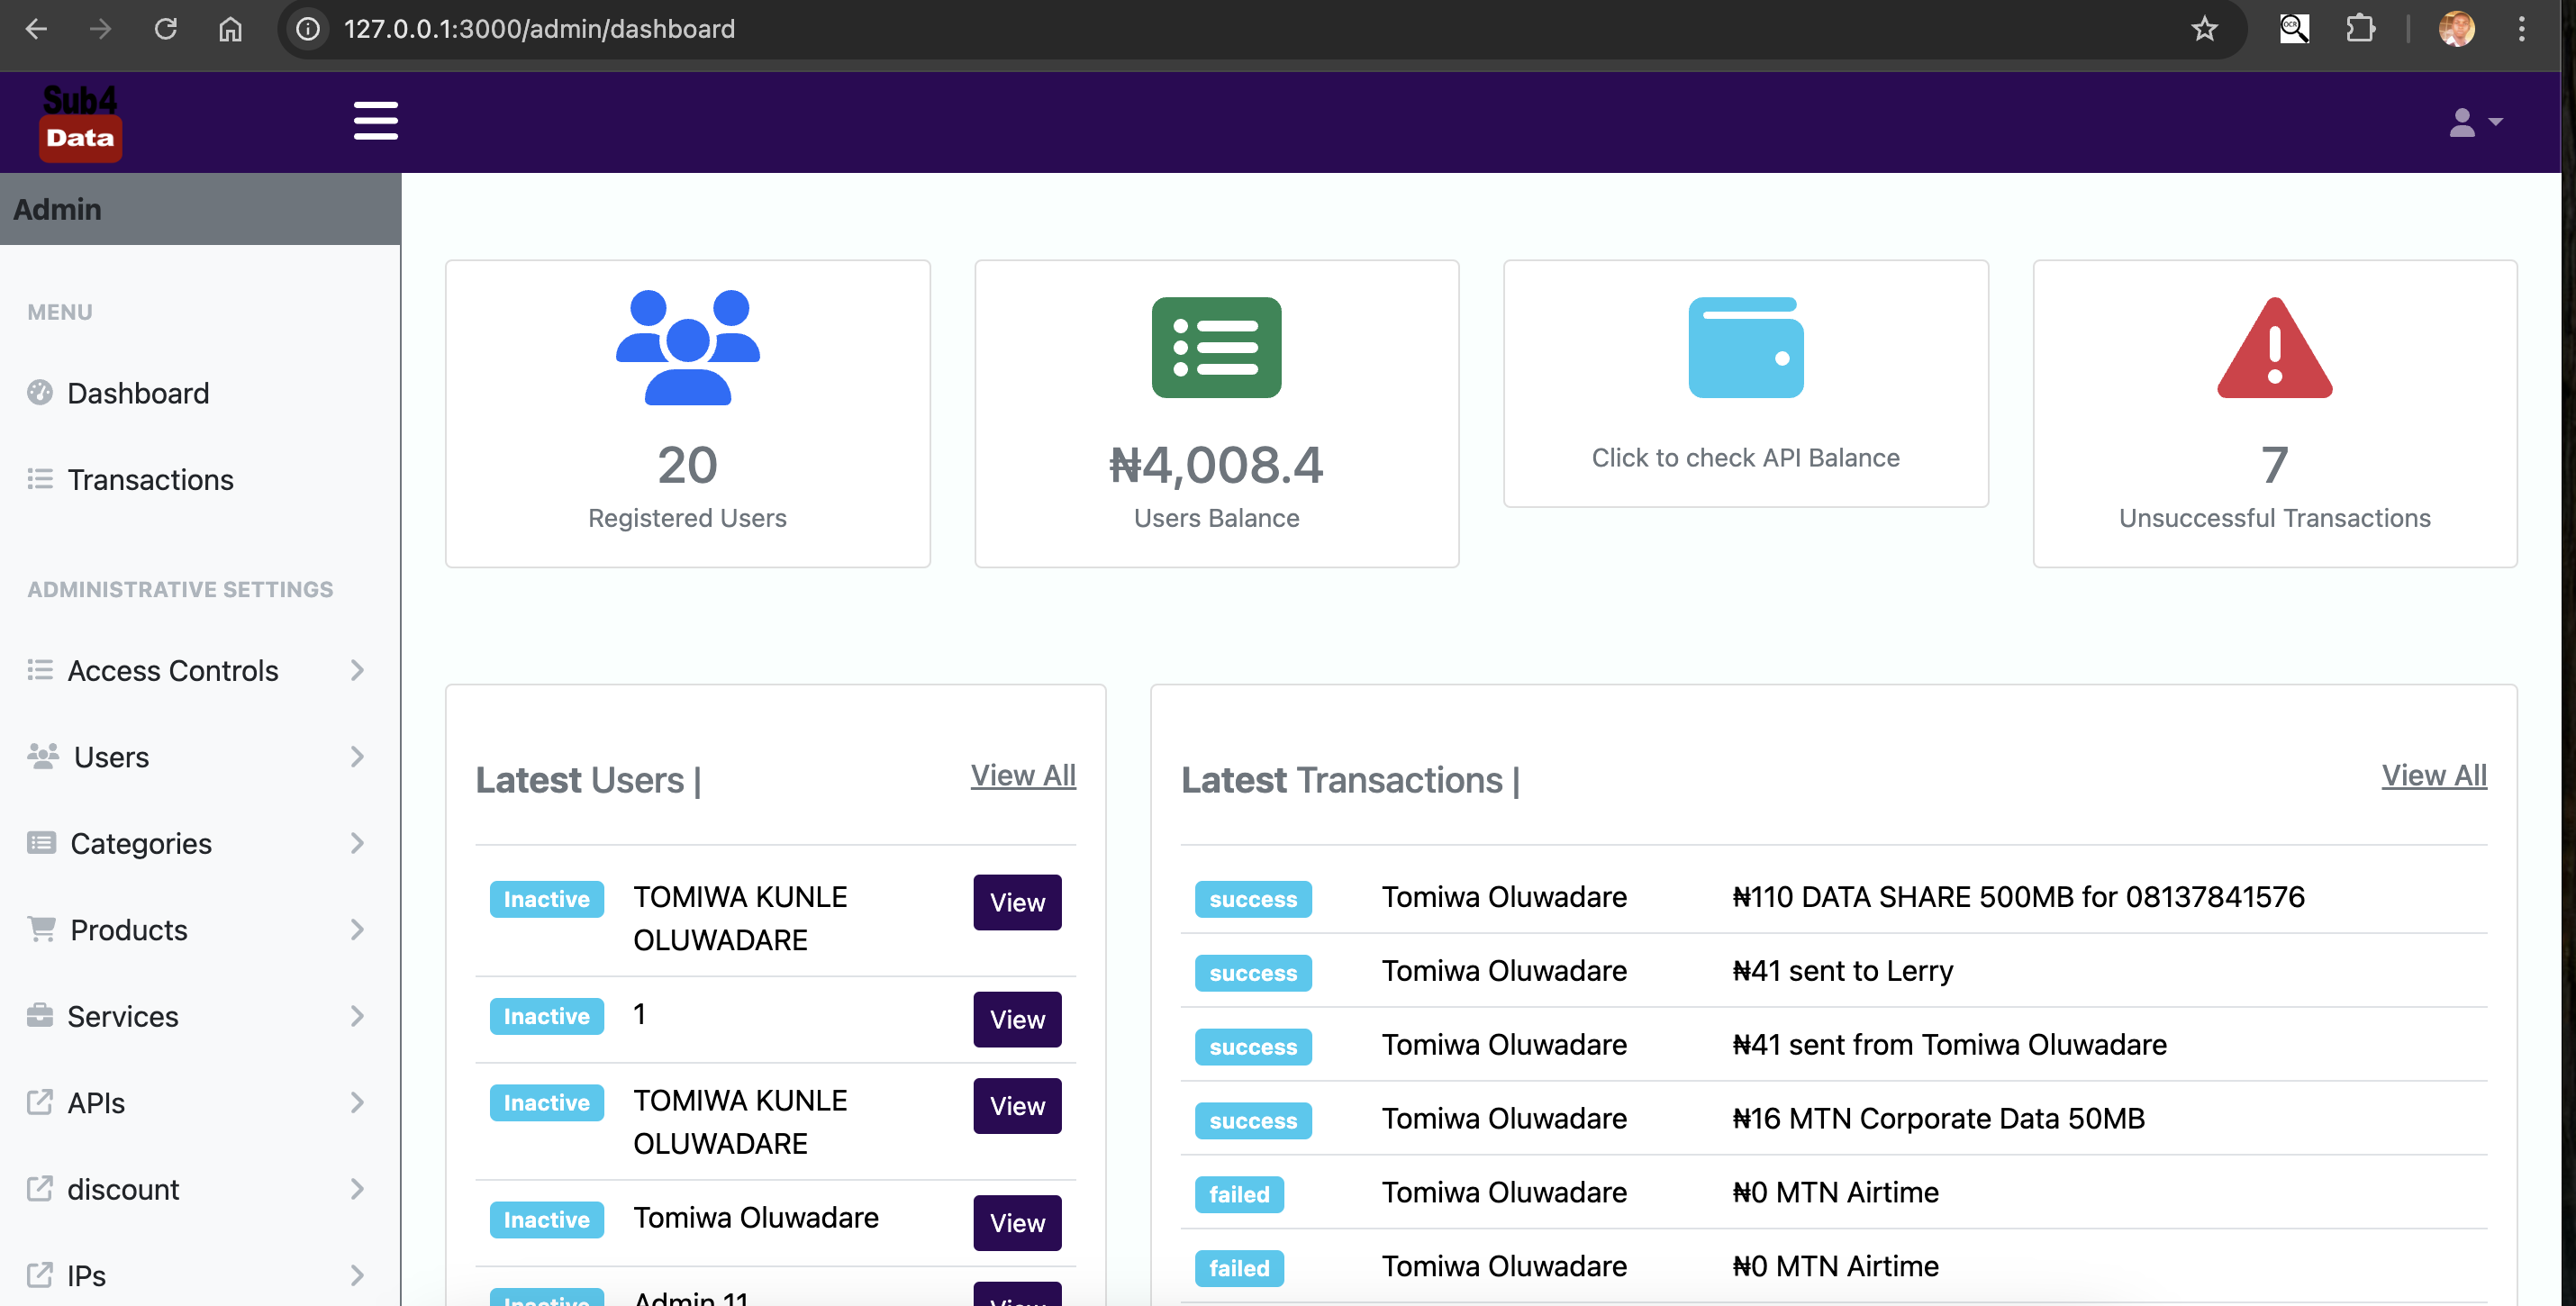 127.0.0.1:3000/admin/dashboard
OCR
Sub4
Data
Admin
MENU
Dashboard
Transactions
ADMINISTRATIVE SETTINGS
Access Controls
Users
Categories
Products
Services
APIs
discount
IPs
20
Registered Users
₦4,008.4
Users Balance
Click to check API Balance
7
Unsuccessful Transactions
Latest Users |
View All
Inactive TOMIWA KUNLE
OLUWADARE
View
Inactive 1 View
Inactive TOMIWA KUNLE
OLUWADARE
View
Inactive Tomiwa Oluwadare View
Inactive Admin 11 View
Latest Transactions |
View All
success Tomiwa Oluwadare ₦110 DATA SHARE 500MB for 08137841576
success Tomiwa Oluwadare ₦41 sent to Lerry
success Tomiwa Oluwadare ₦41 sent from Tomiwa Oluwadare
success Tomiwa Oluwadare ₦16 MTN Corporate Data 50MB
failed Tomiwa Oluwadare ₦0 MTN Airtime
failed Tomiwa Oluwadare ₦0 MTN Airtime